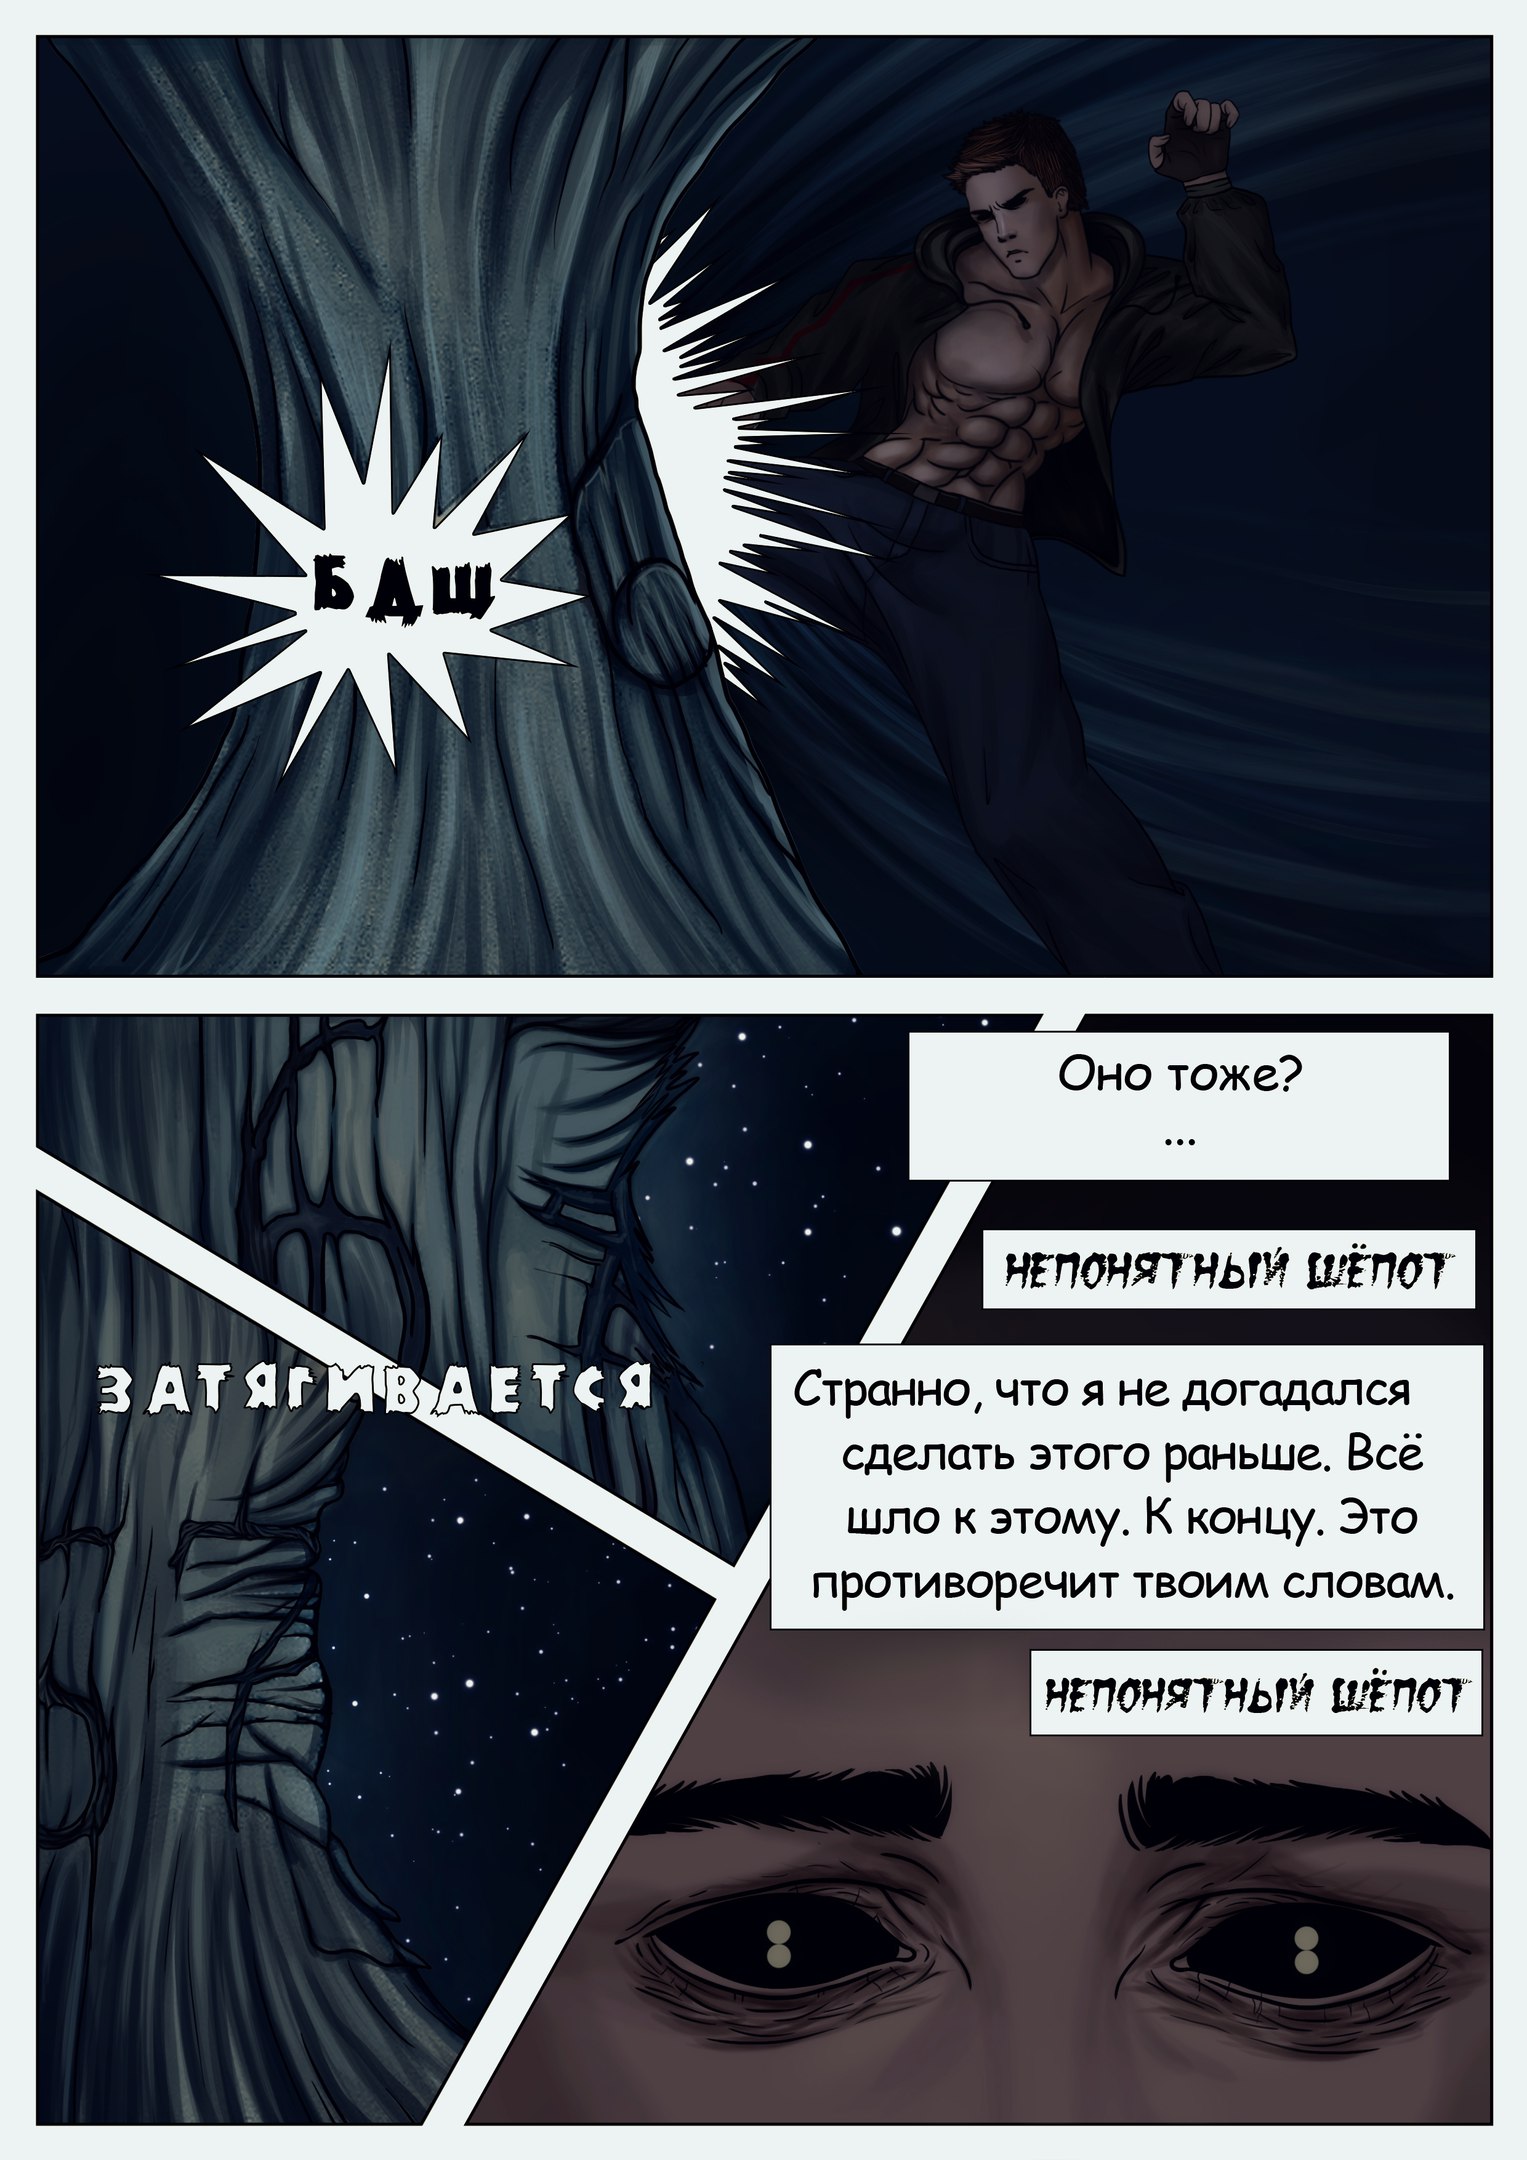 БДЩ
Оно тоже?
...
НЕПОНЯТНЫЙ ШЁПОТ
ЗАТЯГИВАЕТСЯ
Странно, что я не догадался
сделать этого раньше. Всё
шло к этому. К концу. Это
противоречит твоим словам.
НЕПОНЯТНЫЙ ШЁПОТ